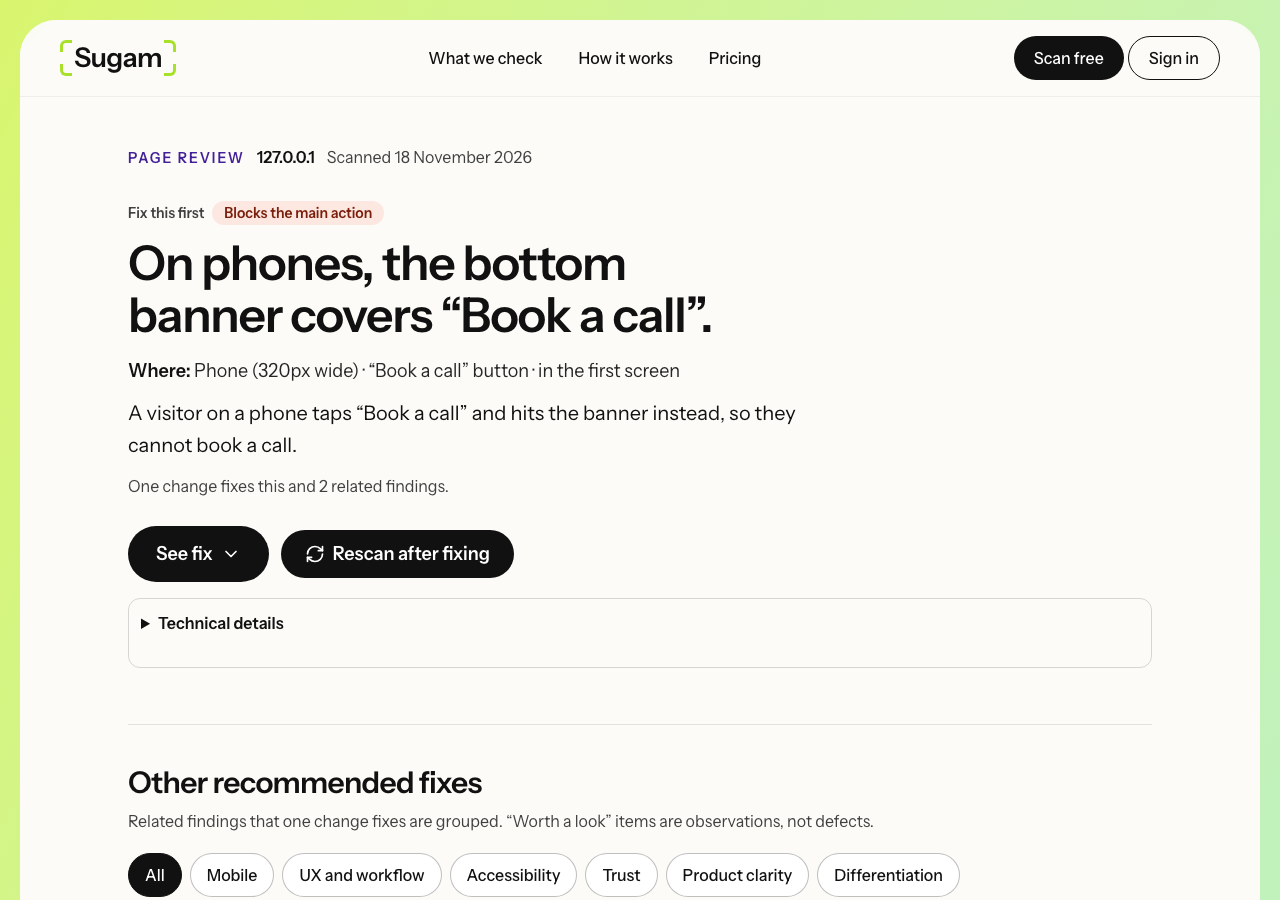 Sugam
What we check
How it works
Pricing
Scan free
Sign in
PAGE REVIEW 127.0.0.1 Scanned 18 November 2026
Fix this first Blocks the main action
On phones, the bottom
banner covers “Book a call”.
Where: Phone (320px wide) · “Book a call” button · in the first screen
A visitor on a phone taps “Book a call” and hits the banner instead, so they
cannot book a call.
One change fixes this and 2 related findings.
See fix
Rescan after fixing
Technical details
Other recommended fixes
Related findings that one change fixes are grouped. “Worth a look” items are observations, not defects.
All
Mobile
UX and workflow
Accessibility
Trust
Product clarity
Differentiation